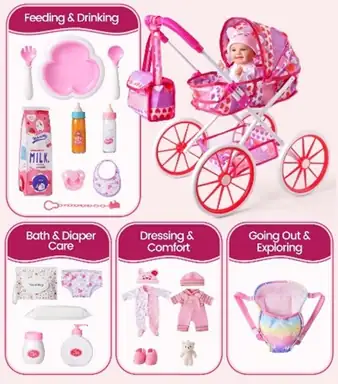 Feeding & Drinking
MILK
Bath & Diaper
Care
Dressing &
Comfort
Going Out &
Exploring